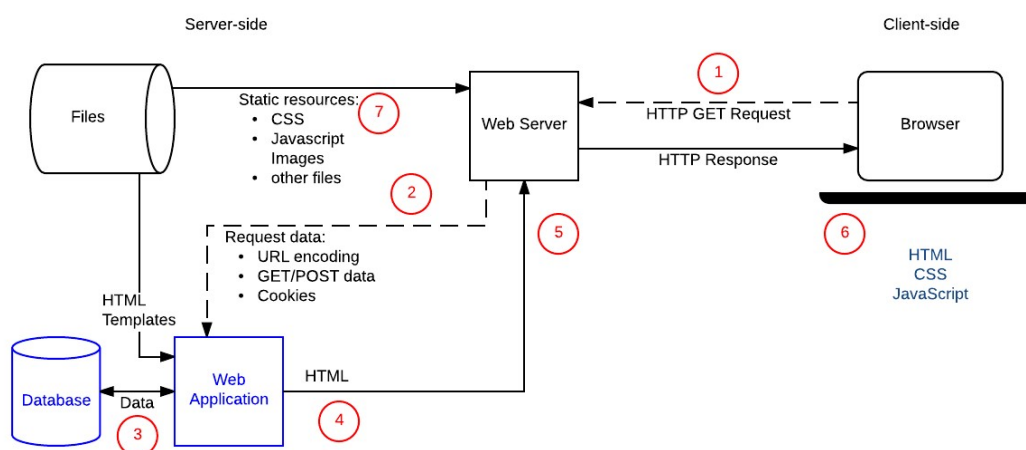 Server-side
Client-side
Files
Static resources:
• CSS
• Javascript
Images
• other files
7
Web Server
1
HTTP GET Request
HTTP Response
Browser
2
Request data:
• URL encoding
• GET/POST data
• Cookies
5
6
HTML
CSS
JavaScript
HTML
Templates
Database
Data
3
Web
Application
HTML
4